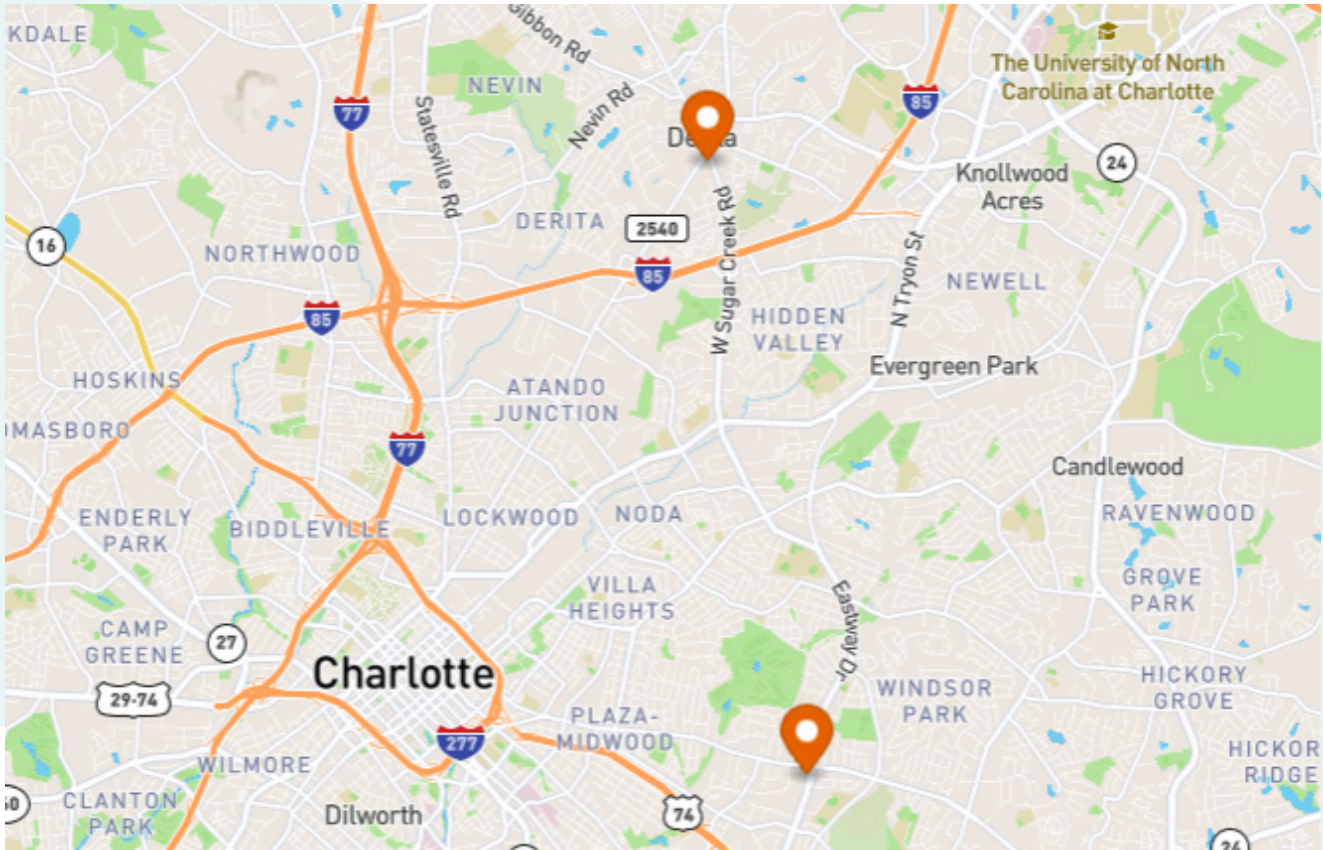 KDALE
Gibbon Rd
The University of North
Carolina at Charlotte
NEVIN
77
85
Statesville Rd
Nevin Rd
24
Knollwood
Acres
DERITA
2540
16
NORTHWOOD
85
W Sugar Creek Rd
N Tryon St
NEWELL
85
HIDDEN
VALLEY
Evergreen Park
HOSKINS
ATANDO
JUNCTION
OMASBORO
77
Candlewood
ENDERLY
PARK
BIDDLEVILLE
LOCKWOOD
NODA
RAVENWOOD
VILLA
HEIGHTS
GROVE
PARK
Eastway Dr
CAMP
GREENE
27
Charlotte
29-74
WINDSOR
PARK
HICKORY
GROVE
PLAZA-
MIDWOOD
277
WILMORE
HICKOR
RIDGE
CLANTON
PARK
Dilworth
74
24